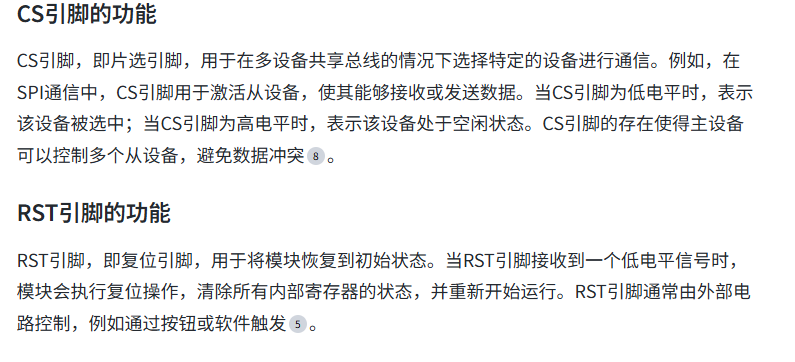 CS引脚的功能
CS引脚，即片选引脚，用于在多设备共享总线的情况下选择特定的设备进行通信。例如，在
SPI通信中，CS引脚用于激活从设备，使其能够接收或发送数据。当CS引脚为低电平时，表示
该设备被选中；当CS引脚为高电平时，表示该设备处于空闲状态。CS引脚的存在使得主设备
可以控制多个从设备，避免数据冲突 8 。
RST引脚的功能
RST引脚，即复位引脚，用于将模块恢复到初始状态。当RST引脚接收到一个低电平信号时，
模块会执行复位操作，清除所有内部寄存器的状态，并重新开始运行。RST引脚通常由外部电
路控制，例如通过按钮或软件触发 5 。